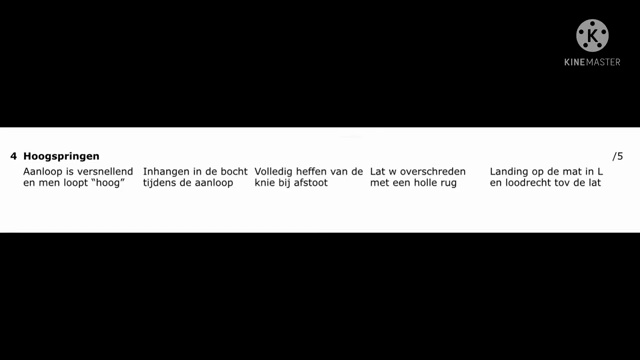 KINEMASTER
4 Hoogspringen /5
Aanloop is versnellend Inhangen in de bocht Volledig heffen van de Lat w overschreden Landing op de mat in L
en men loopt “hoog” tijdens de aanloop knie bij afstoot met een holle rug en loodrecht tov de lat